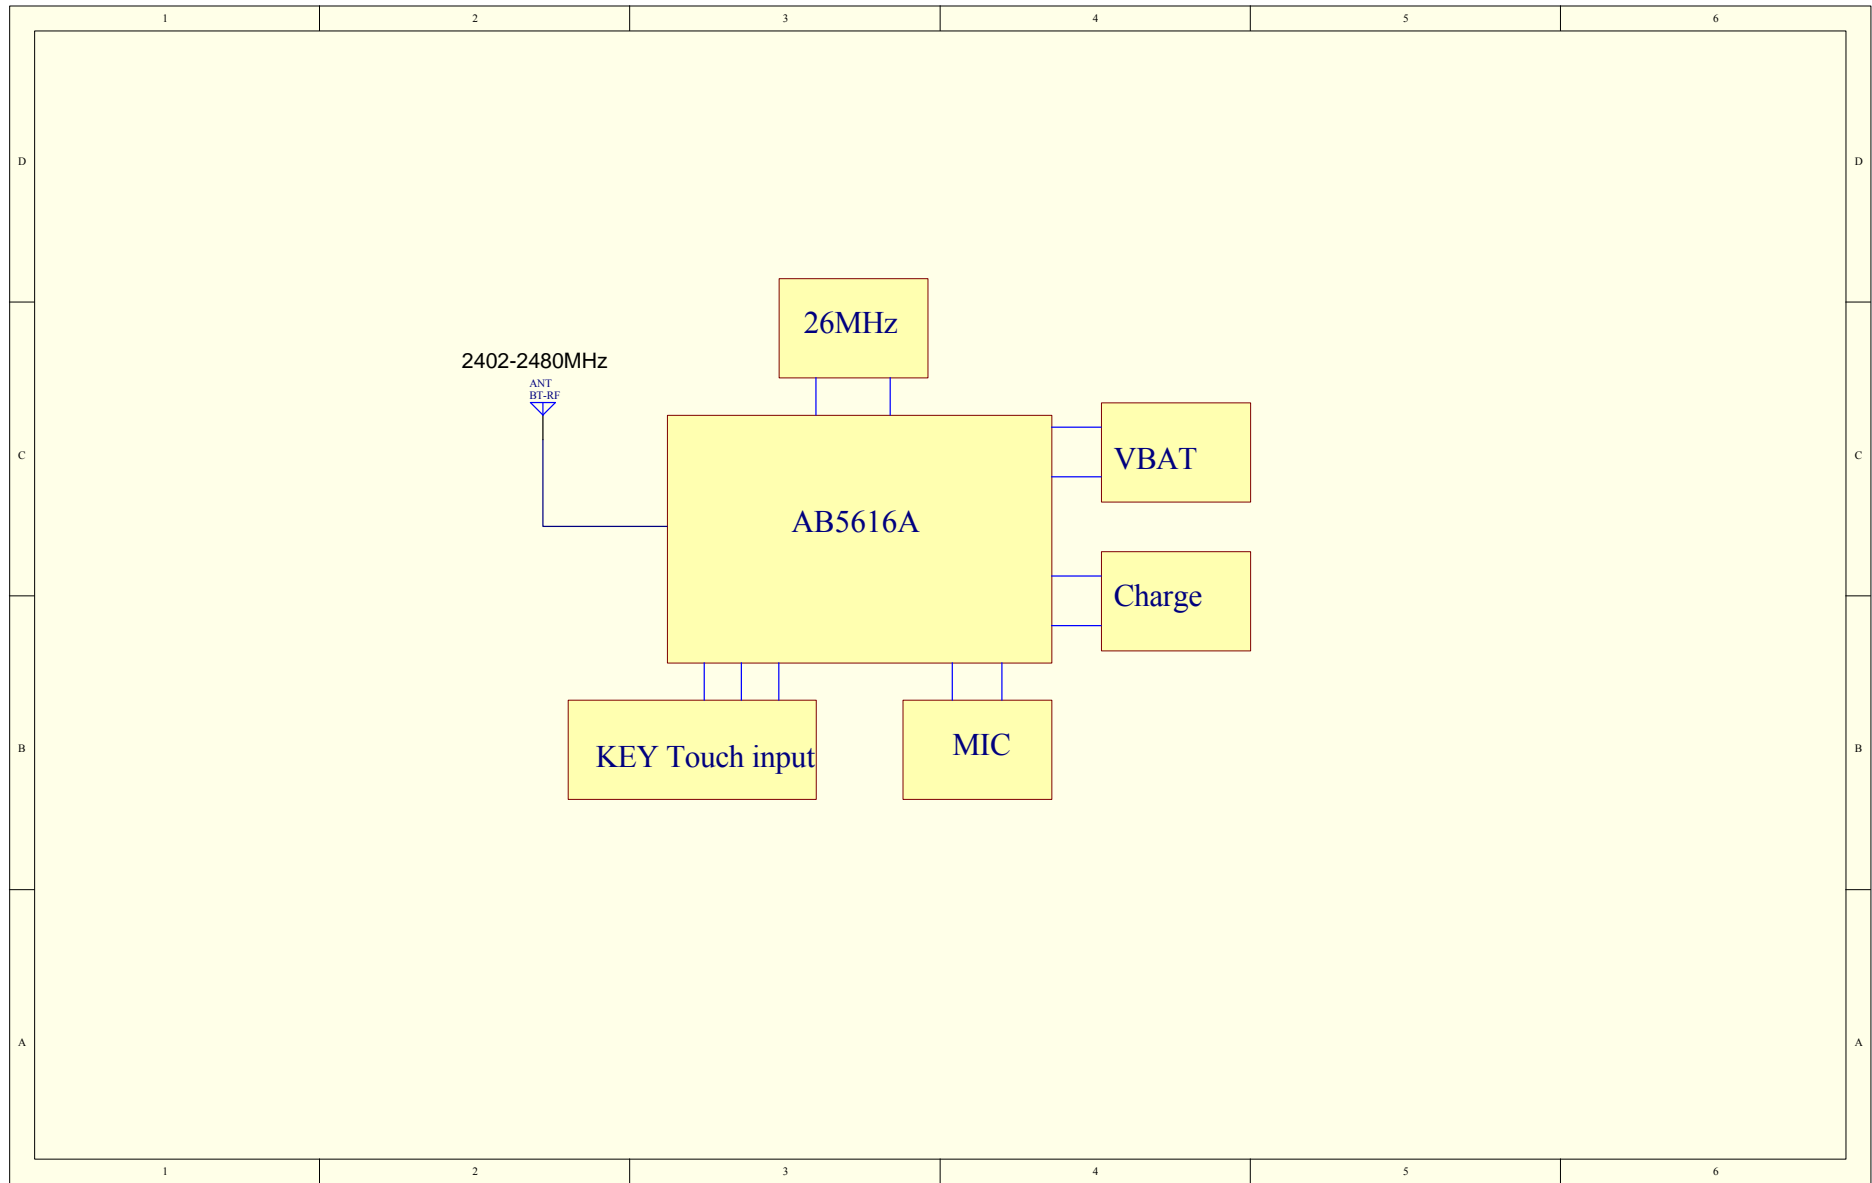 1 2 3 4 5 6
D D
26MHz
2402-2480MHz
ANT
BT-RF
C VBAT C
AB5616A
Charge
KEY Touch input
B MIC B
A A
1 2 3 4 5 6